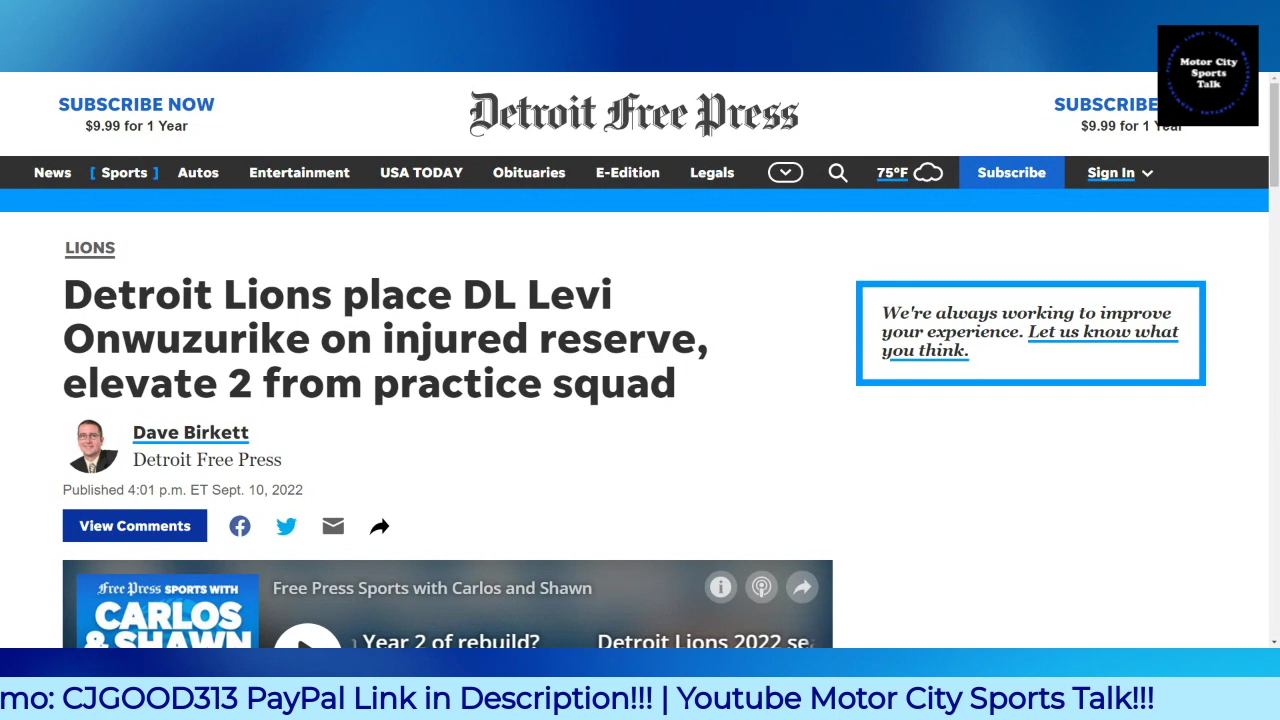 Motor City
Sports
Talk
SUBSCRIBE NOW
$9.99 for 1 Year
Detroit Free Press
SUBSCRIBE
$9.99 for 1 Year
News [ Sports ] Autos Entertainment USA TODAY Obituaries E-Edition Legals 75°F Subscribe Sign In
LIONS
Detroit Lions place DL Levi
Onwuzurike on injured reserve,
elevate 2 from practice squad
We're always working to improve
your experience. Let us know what
you think.
Dave Birkett
Detroit Free Press
Published 4:01 p.m. ET Sept. 10, 2022
View Comments
Free Press SPORTS WITH
CARLOS
& SHAWN
Free Press Sports with Carlos and Shawn
Year 2 of rebuild? Detroit Lions 2022 se
mo: CJGOOD313 PayPal Link in Description!!! | Youtube Motor City Sports Talk!!!